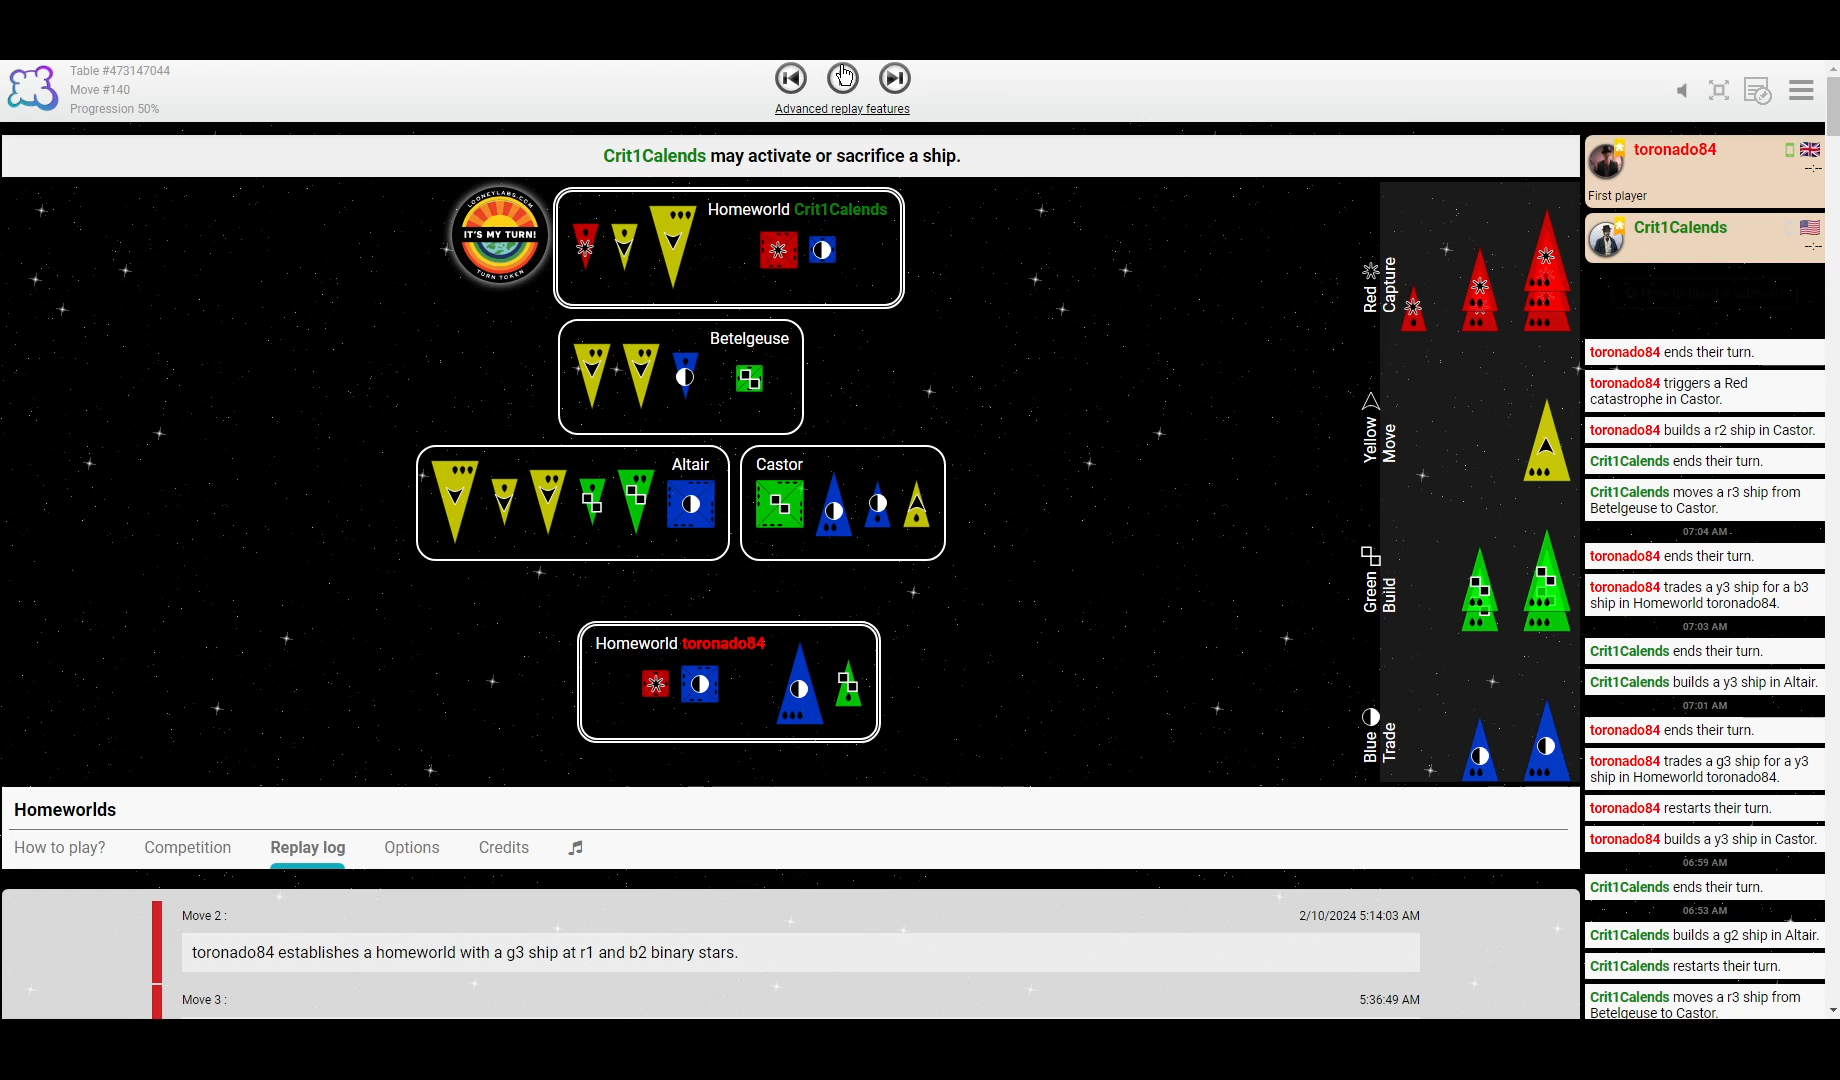 Table #473147044
Move #140
Progression 50%
Advanced replay features
Crit1Calends may activate or sacrifice a ship.
LOONEYLABS.COM
IT'S MY TURN!
TURN TOKEN
Homeworld Crit1Calends
Betelgeuse
Altair
Castor
Homeworld toronado84
Red
Capture
Yellow
Move
Green
Build
Blue
Trade
toronado84
--:--
First player
Crit1Calends
--:--
toronado84 ends their turn.
toronado84 triggers a Red
catastrophe in Castor.
toronado84 builds a r2 ship in Castor.
Crit1Calends ends their turn.
Crit1Calends moves a r3 ship from
Betelgeuse to Castor.
07:04 AM
toronado84 ends their turn.
toronado84 trades a y3 ship for a b3
ship in Homeworld toronado84.
07:03 AM
Crit1Calends ends their turn.
Crit1Calends builds a y3 ship in Altair.
07:01 AM
toronado84 ends their turn.
toronado84 trades a g3 ship for a y3
ship in Homeworld toronado84.
toronado84 restarts their turn.
toronado84 builds a y3 ship in Castor.
06:59 AM
Crit1Calends ends their turn.
06:53 AM
Crit1Calends builds a g2 ship in Altair.
Crit1Calends restarts their turn.
Crit1Calends moves a r3 ship from
Betelgeuse to Castor.
Homeworlds
How to play? Competition Replay log Options Credits
Move 2 : 2/10/2024 5:14:03 AM
toronado84 establishes a homeworld with a g3 ship at r1 and b2 binary stars.
Move 3 : 5:36:49 AM